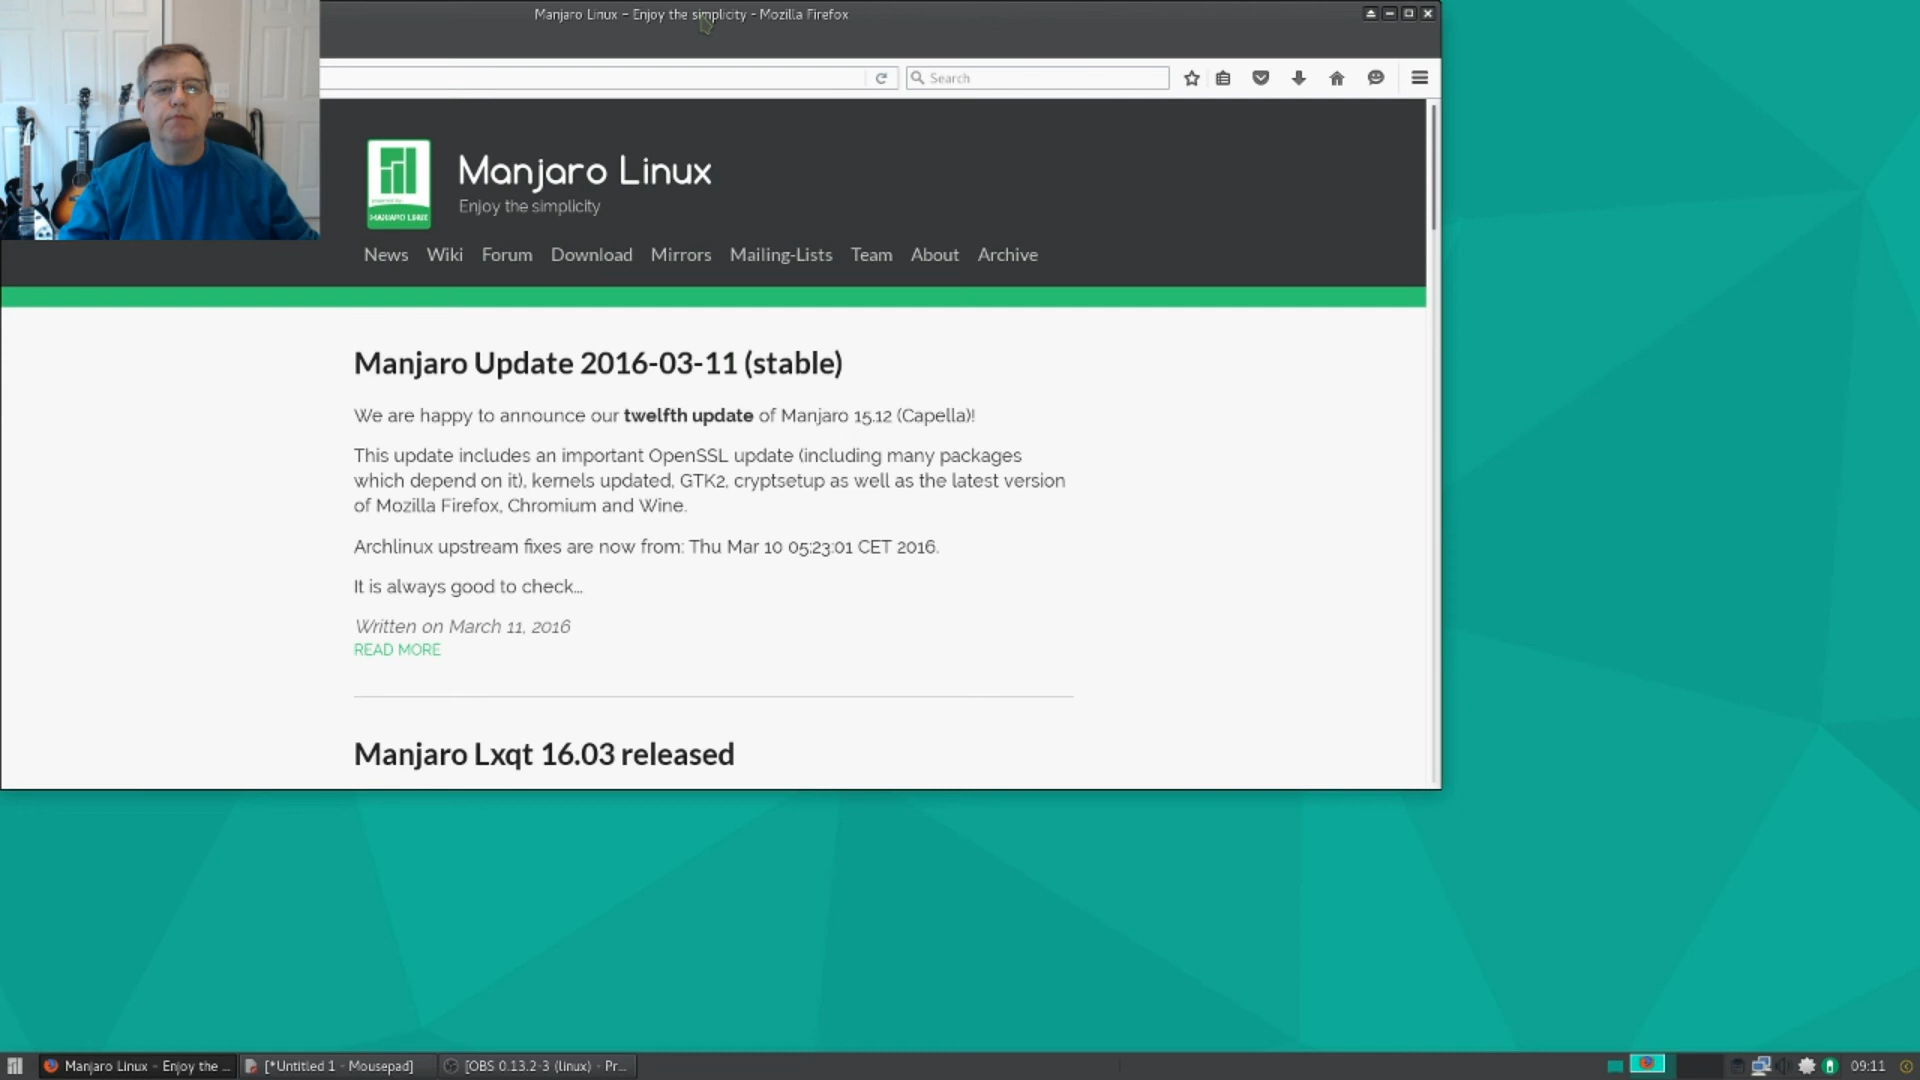 Manjaro Linux – Enjoy the simplicity - Mozilla Firefox
Search
MANJARO LINUX
Manjaro Linux
Enjoy the simplicity
News Wiki Forum Download Mirrors Mailing-Lists Team About Archive
Manjaro Update 2016-03-11 (stable)
We are happy to announce our twelfth update of Manjaro 15.12 (Capella)!
This update includes an important OpenSSL update (including many packages
which depend on it), kernels updated, GTK2, cryptsetup as well as the latest version
of Mozilla Firefox, Chromium and Wine.
Archlinux upstream fixes are now from: Thu Mar 10 05:23:01 CET 2016.
It is always good to check...
Written on March 11, 2016
READ MORE
Manjaro Lxqt 16.03 released
Manjaro Linux – Enjoy the ...
[*Untitled 1 - Mousepad]
[OBS 0.13.2-3 (linux) - Pr...
09:11